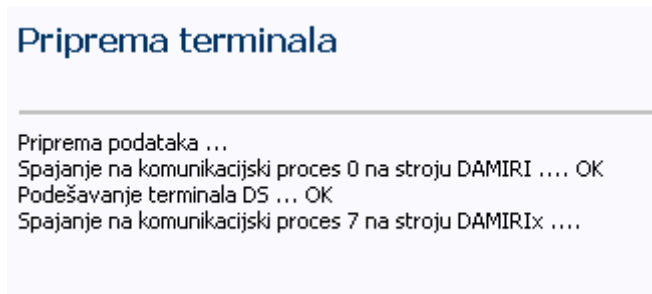 Priprema terminala
Priprema podataka ...
Spajanje na komunikacijski proces 0 na stroju DAMIRI .... OK
Podešavanje terminala DS ... OK
Spajanje na komunikacijski proces 7 na stroju DAMIRIx ....